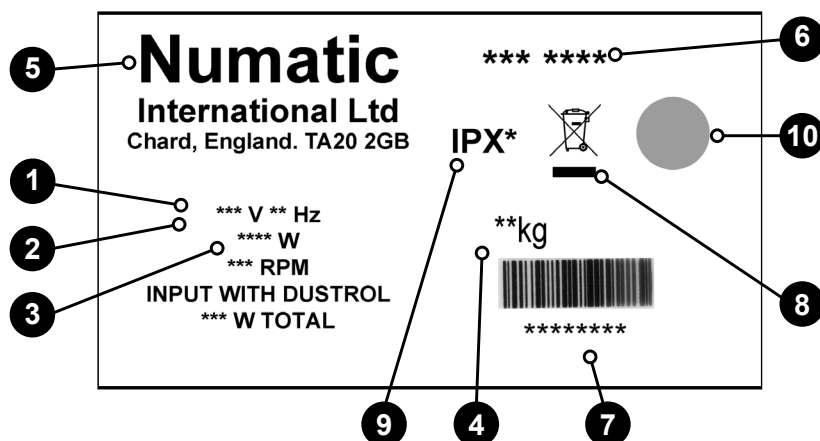 5
Numatic
International Ltd
Chard, England. TA20 2GB
*** ****
6
IPX*
10
1
2
3
*** V ** Hz
**** W
*** RPM
INPUT WITH DUSTROL
*** W TOTAL
**kg
********
8
9
4
7